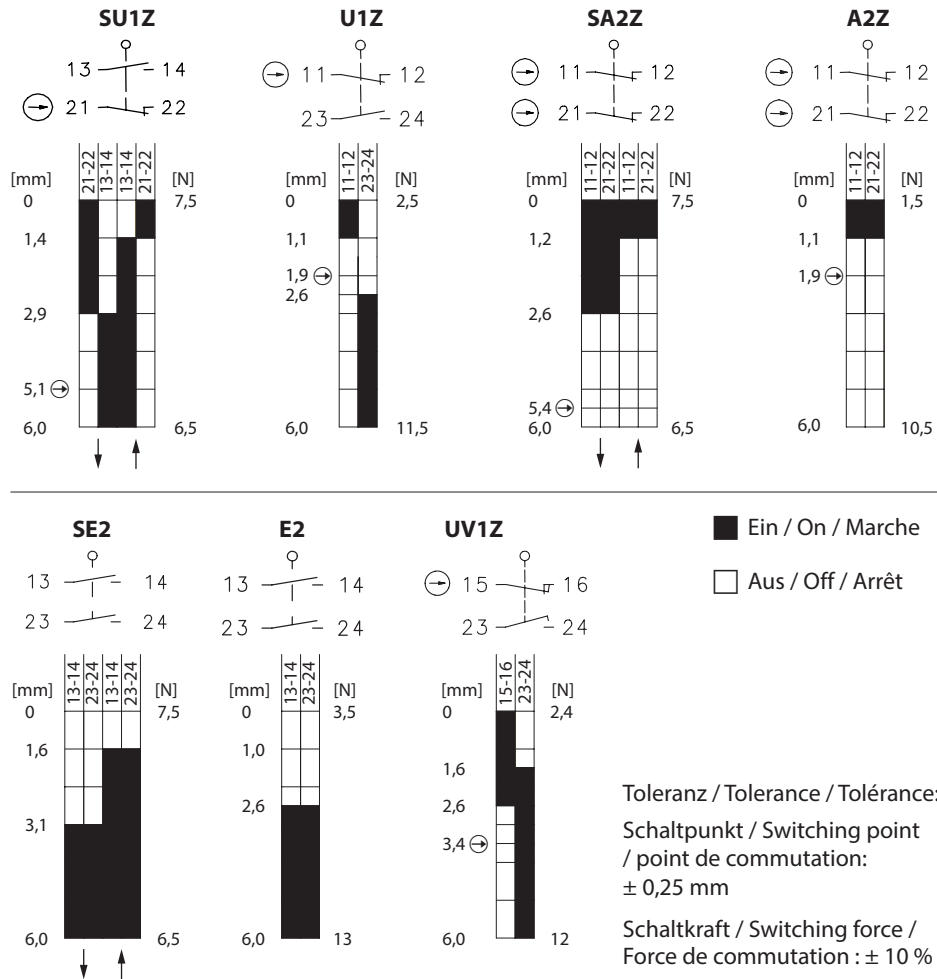 SU1Z U1Z SA2Z A2Z
13 14 11 12 11 12 11 12
21 22 23 24 21 22 21 22
21-22 13-14 13-14 21-22 11-12 23-24 11-12 21-22 11-12 21-22 11-12 21-22
[mm] [N] [mm] [N] [mm] [N] [mm] [N]
0 7,5 0 2,5 0 7,5 0 1,5
1,4 1,1 1,2 1,1
1,9 1,9
2,6
2,9 2,6
5,1 5,4
6,0 6,5 6,0 11,5 6,0 6,5 6,0 10,5
SE2 E2 UV1Z
13 14 13 14 15 16
23 24 23 24 23 24
13-14 23-24 13-14 23-24 13-14 23-24 15-16 23-24
[mm] [N] [mm] [N] [mm] [N]
0 7,5 0 3,5 0 2,4
1,6 1,0 1,6
3,1 2,6 2,6
3,4
6,0 6,5 6,0 13 6,0 12
Ein / On / Marche
Aus / Off / Arrêt
Toleranz / Tolerance / Tolérance:
Schaltpunkt / Switching point
/ point de commutation:
± 0,25 mm
Schaltkraft / Switching force /
Force de commutation : ± 10 %